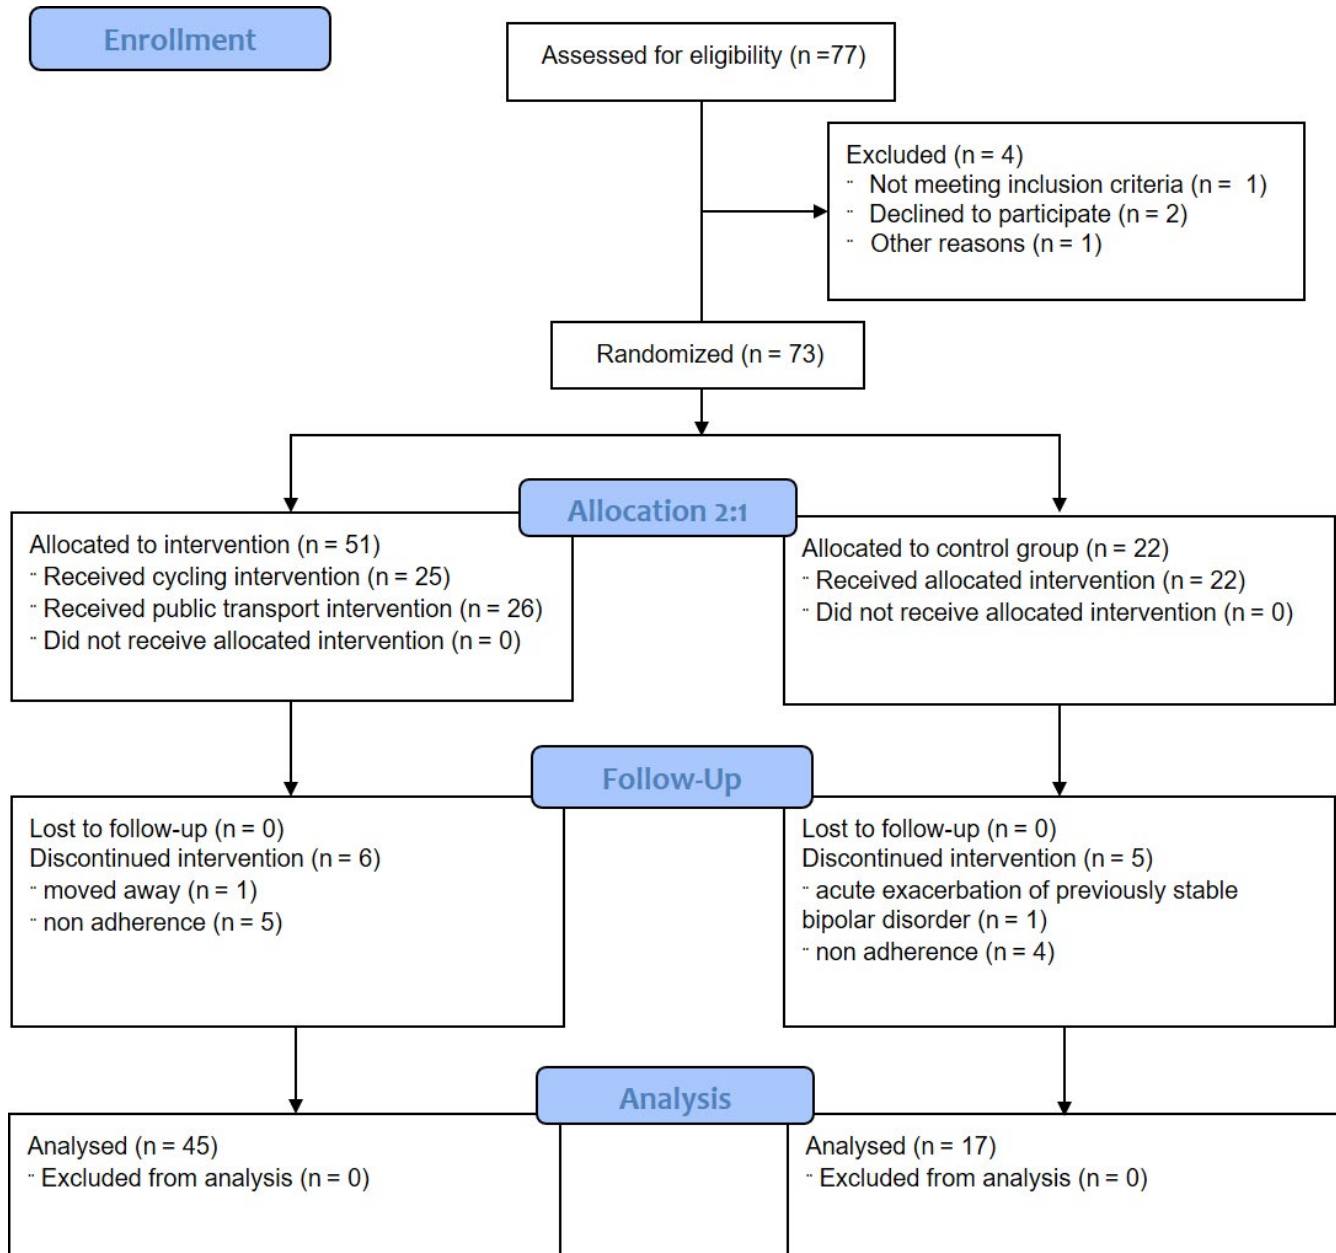 Enrollment
Assessed for eligibility (n =77)
Excluded (n = 4)
¨ Not meeting inclusion criteria (n = 1)
¨ Declined to participate (n = 2)
¨ Other reasons (n = 1)
Randomized (n = 73)
Allocation 2:1
Allocated to intervention (n = 51)
¨ Received cycling intervention (n = 25)
¨ Received public transport intervention (n = 26)
¨ Did not receive allocated intervention (n = 0)
Allocated to control group (n = 22)
¨ Received allocated intervention (n = 22)
¨ Did not receive allocated intervention (n = 0)
Follow-Up
Lost to follow-up (n = 0)
Discontinued intervention (n = 6)
¨ moved away (n = 1)
¨ non adherence (n = 5)
Lost to follow-up (n = 0)
Discontinued intervention (n = 5)
¨ acute exacerbation of previously stable
bipolar disorder (n = 1)
¨ non adherence (n = 4)
Analysis
Analysed (n = 45)
¨ Excluded from analysis (n = 0)
Analysed (n = 17)
¨ Excluded from analysis (n = 0)